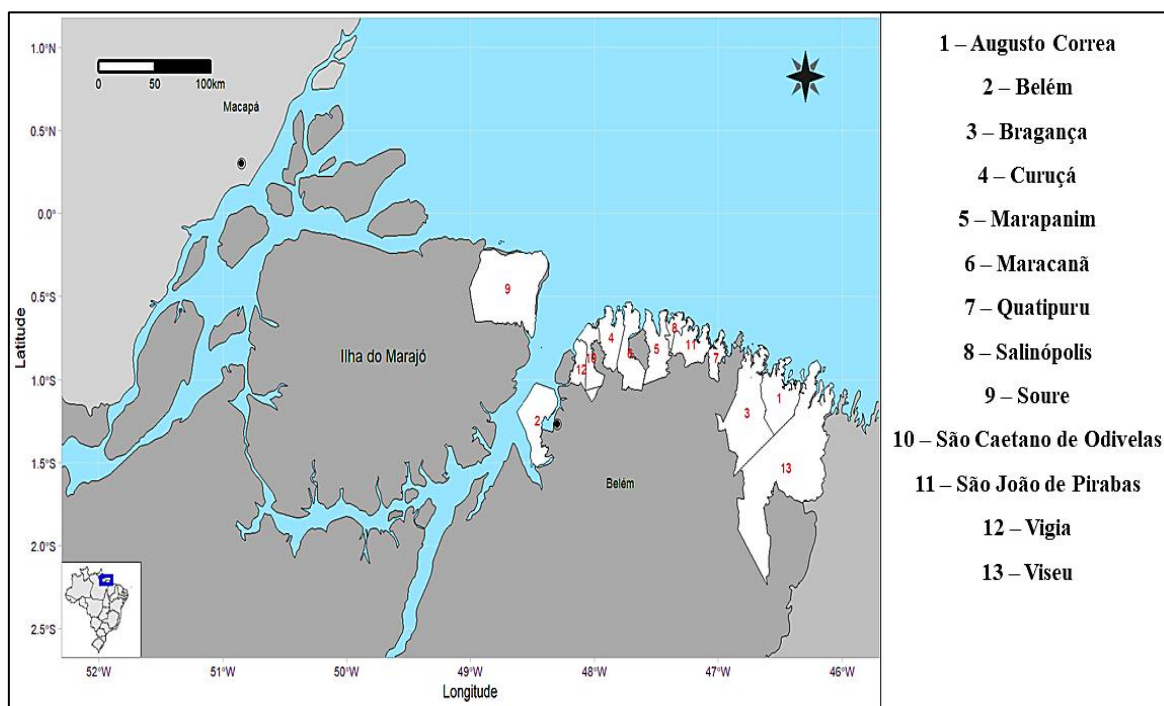 1.0°N
0.5°N
0.0°
0.5°S
1.0°S
1.5°S
2.0°S
2.5°S
Latitude
0 50 100km
Macapá
Ilha do Marajó
Belém
9
4
6
5
8
11
7
10
12
2
3
1
13
52°W 51°W 50°W 49°W 48°W 47°W 46°W
Longitude
1 – Augusto Correa
2 – Belém
3 – Bragança
4 – Curuçá
5 – Marapanim
6 – Maracanã
7 – Quatipuru
8 – Salinópolis
9 – Soure
10 – São Caetano de Odivelas
11 – São João de Pirabas
12 – Vigia
13 – Viseu